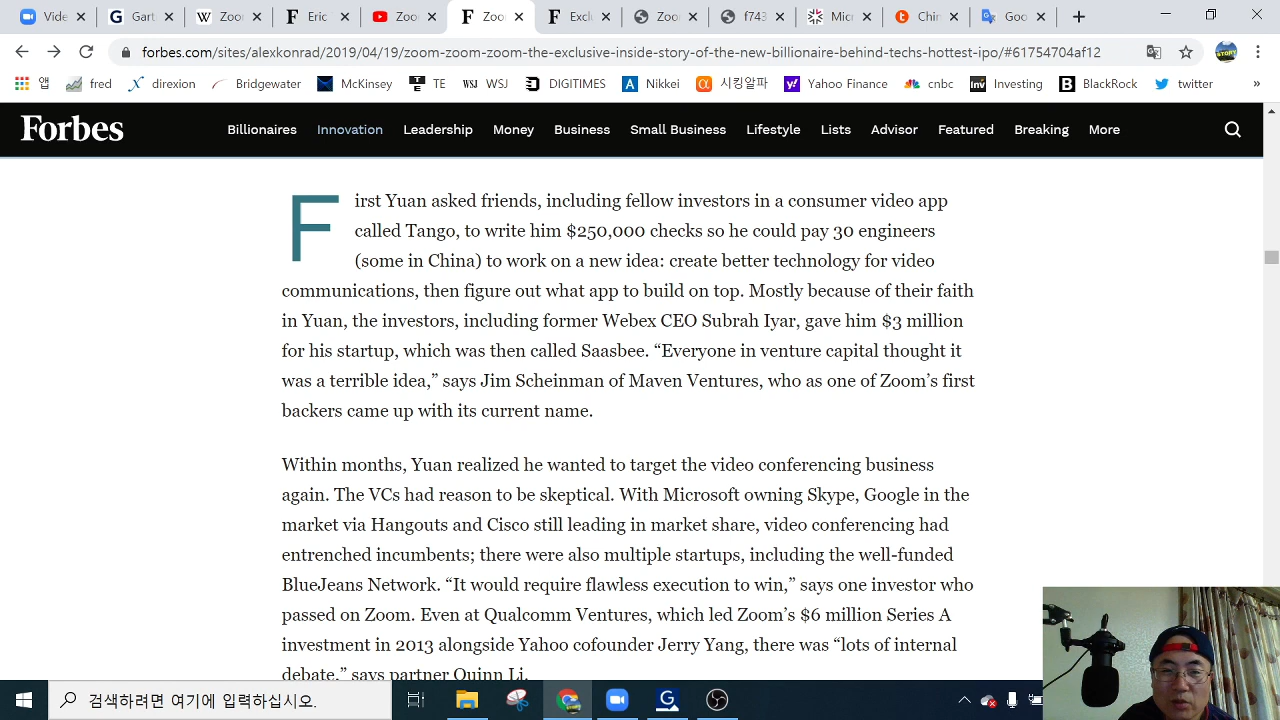 Vide
Gart
Zoor
Eric
Zoo
Zoo
Exclu
Zoon
f743
Micr
Chin
Goo
forbes.com/sites/alexkonrad/2019/04/19/zoom-zoom-zoom-the-exclusive-inside-story-of-the-new-billionaire-behind-techs-hottest-ipo/#61754704af12
앱 fred direxion Bridgewater McKinsey TE WSJ DIGITIMES Nikkei 시킹알파 Yahoo Finance cnbc Investing BlackRock twitter »
Forbes Billionaires Innovation Leadership Money Business Small Business Lifestyle Lists Advisor Featured Breaking More
First Yuan asked friends, including fellow investors in a consumer video app
called Tango, to write him $250,000 checks so he could pay 30 engineers
(some in China) to work on a new idea: create better technology for video
communications, then figure out what app to build on top. Mostly because of their faith
in Yuan, the investors, including former Webex CEO Subrah Iyar, gave him $3 million
for his startup, which was then called Saasbee. “Everyone in venture capital thought it
was a terrible idea,” says Jim Scheinman of Maven Ventures, who as one of Zoom’s first
backers came up with its current name.
Within months, Yuan realized he wanted to target the video conferencing business
again. The VCs had reason to be skeptical. With Microsoft owning Skype, Google in the
market via Hangouts and Cisco still leading in market share, video conferencing had
entrenched incumbents; there were also multiple startups, including the well-funded
BlueJeans Network. “It would require flawless execution to win,” says one investor who
passed on Zoom. Even at Qualcomm Ventures, which led Zoom’s $6 million Series A
investment in 2013 alongside Yahoo cofounder Jerry Yang, there was “lots of internal
debate,” says partner Quinn Li.
검색하려면 여기에 입력하십시오.